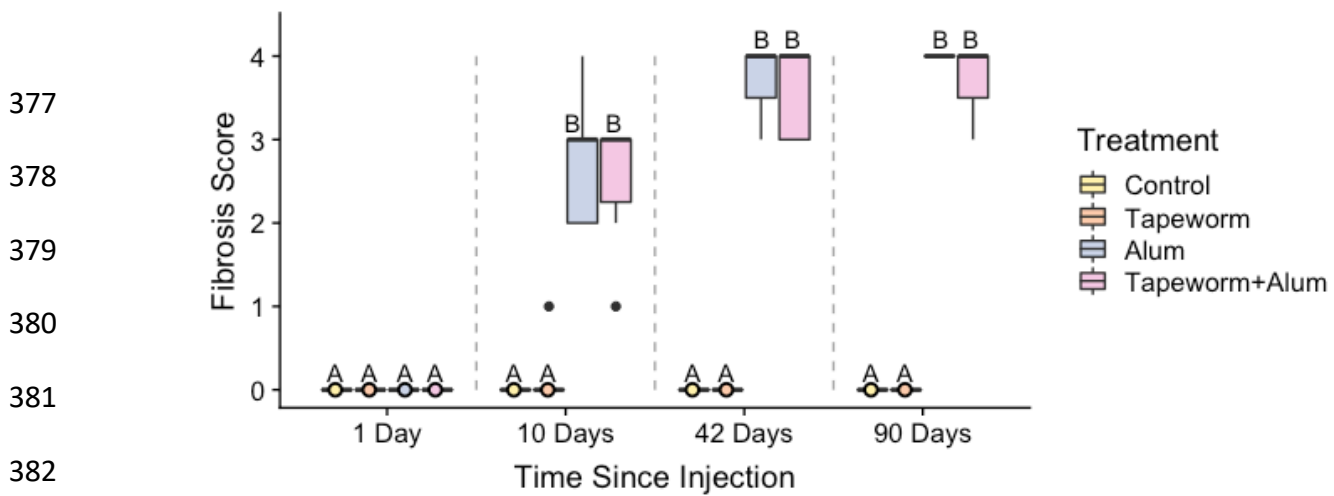 4
B B
B B
377
3
B B
Treatment
Fibrosis Score
378
Control
2
Tapeworm
379
Alum
1
Tapeworm+Alum
380
A A A A
A A
A A
A A
0
381
1 Day
10 Days
42 Days
90 Days
382
Time Since Injection